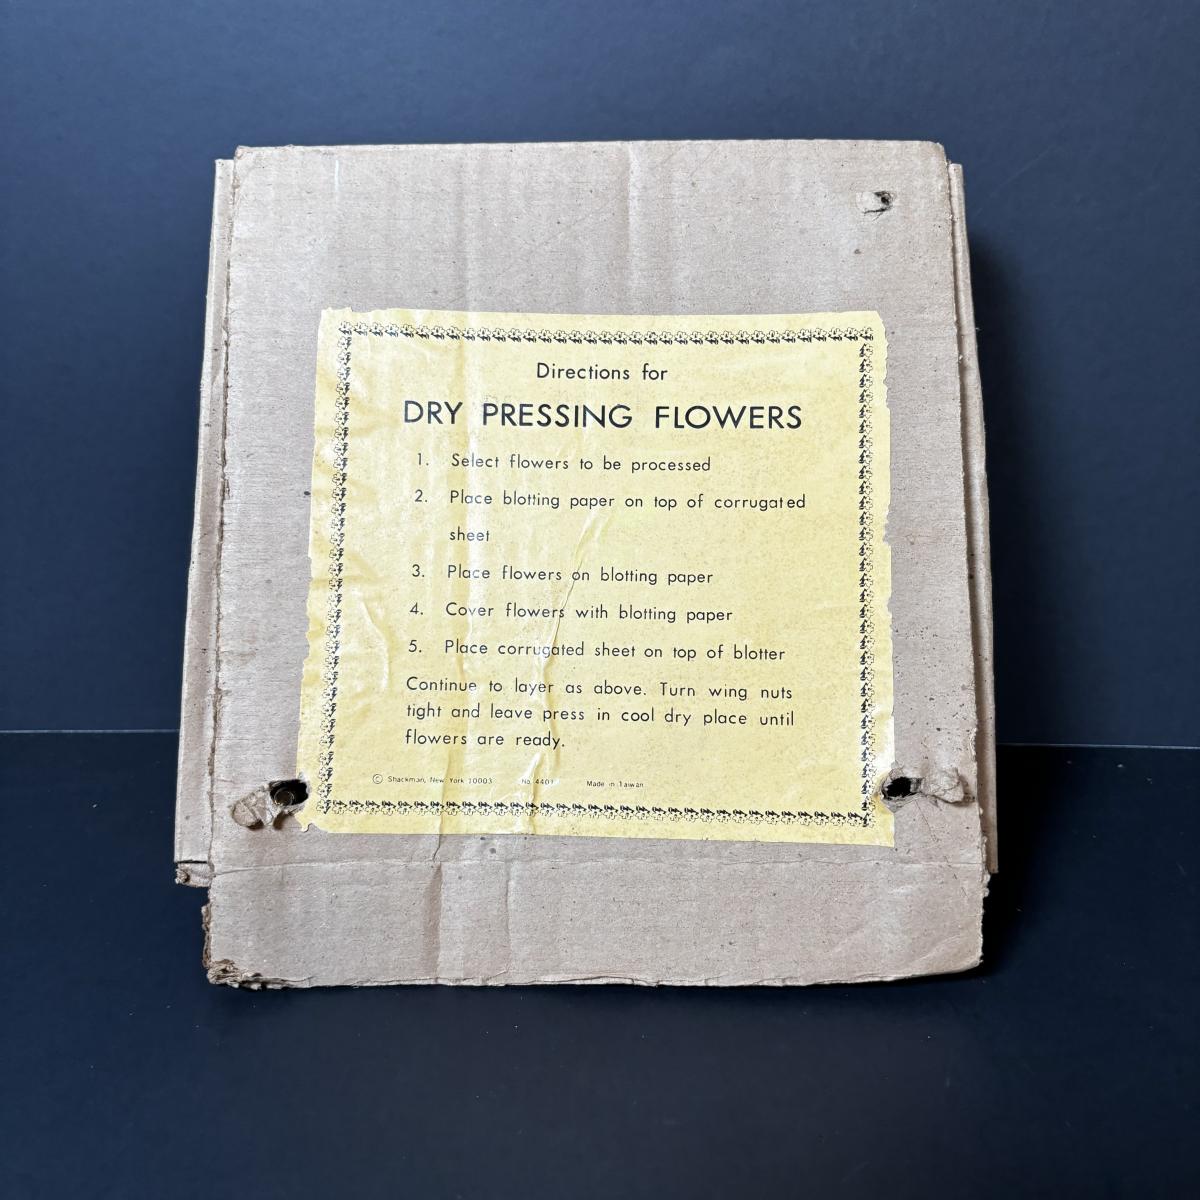 Directions for
DRY PRESSING FLOWERS
1. Select flowers to be processed
2. Place blotting paper on top of corrugated
sheet
3. Place flowers on blotting paper
4. Cover flowers with blotting paper
5. Place corrugated sheet on top of blotter
Continue to layer as above. Turn wing nuts
tight and leave press in cool dry place until
flowers are ready.
© Shackman, New York 10003 No. Made in Taiwan